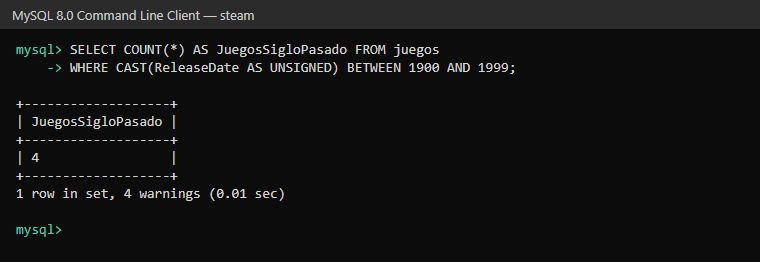 MySQL 8.0 Command Line Client — steam
mysql> SELECT COUNT(*) AS JuegosSigloPasado FROM juegos
    -> WHERE CAST(ReleaseDate AS UNSIGNED) BETWEEN 1900 AND 1999;
+-------------------+
| JuegosSigloPasado |
+-------------------+
| 4                 |
+-------------------+
1 row in set, 4 warnings (0.01 sec)
mysql>